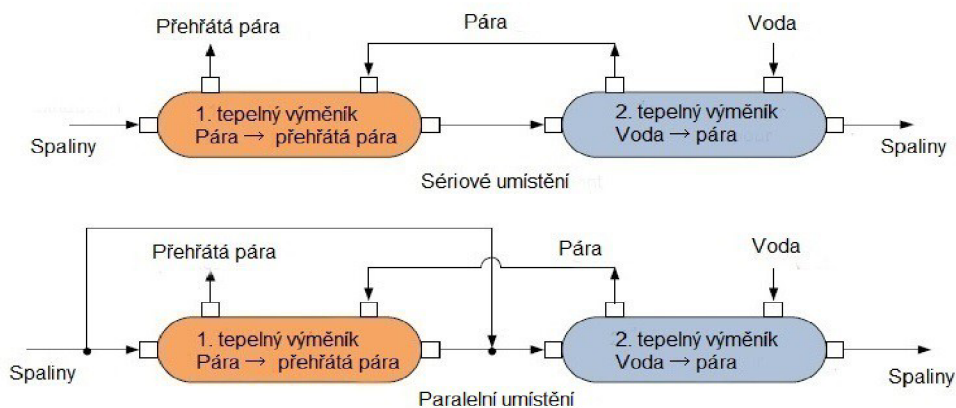 Přehřátá pára
Pára
Voda
1. tepelný výměník
Pára → přehřátá pára
2. tepelný výměník
Voda → pára
Spaliny
Spaliny
Sériové umístění
Přehřátá pára
Pára
Voda
1. tepelný výměník
Pára → přehřátá pára
2. tepelný výměník
Voda → pára
Spaliny
Spaliny
Paralelní umístění